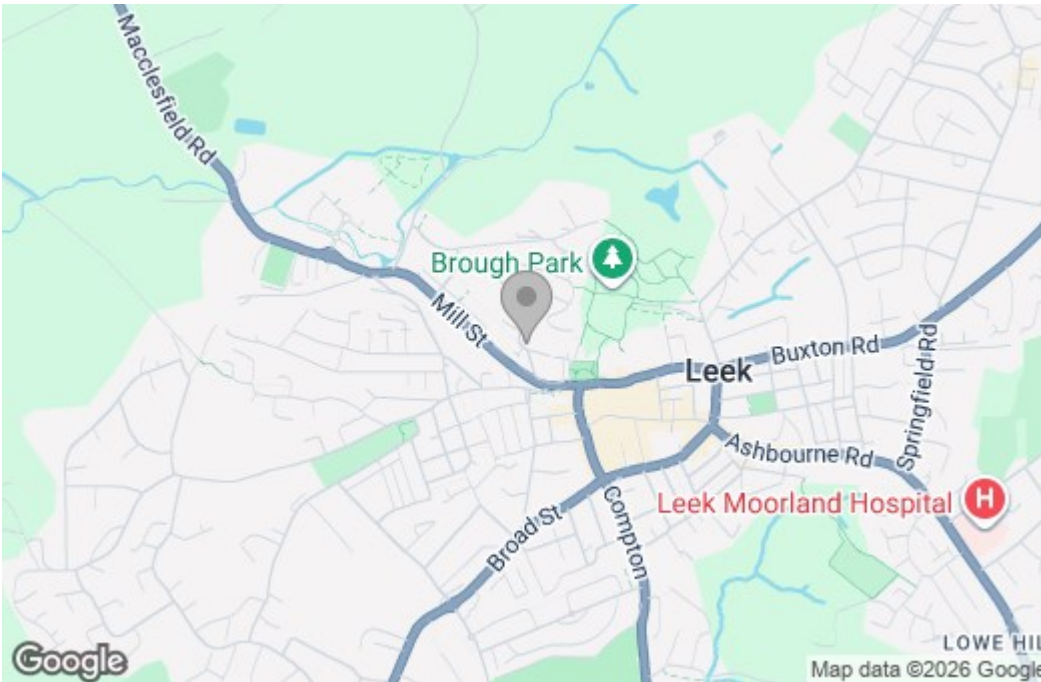 Macclesfield Rd
Brough Park
Mill St
Leek
Buxton Rd
Springfield Rd
Ashbourne Rd
Leek Moorland Hospital
H
Compton
Broad St
LOWE HIL
Google
Map data ©2026 Google